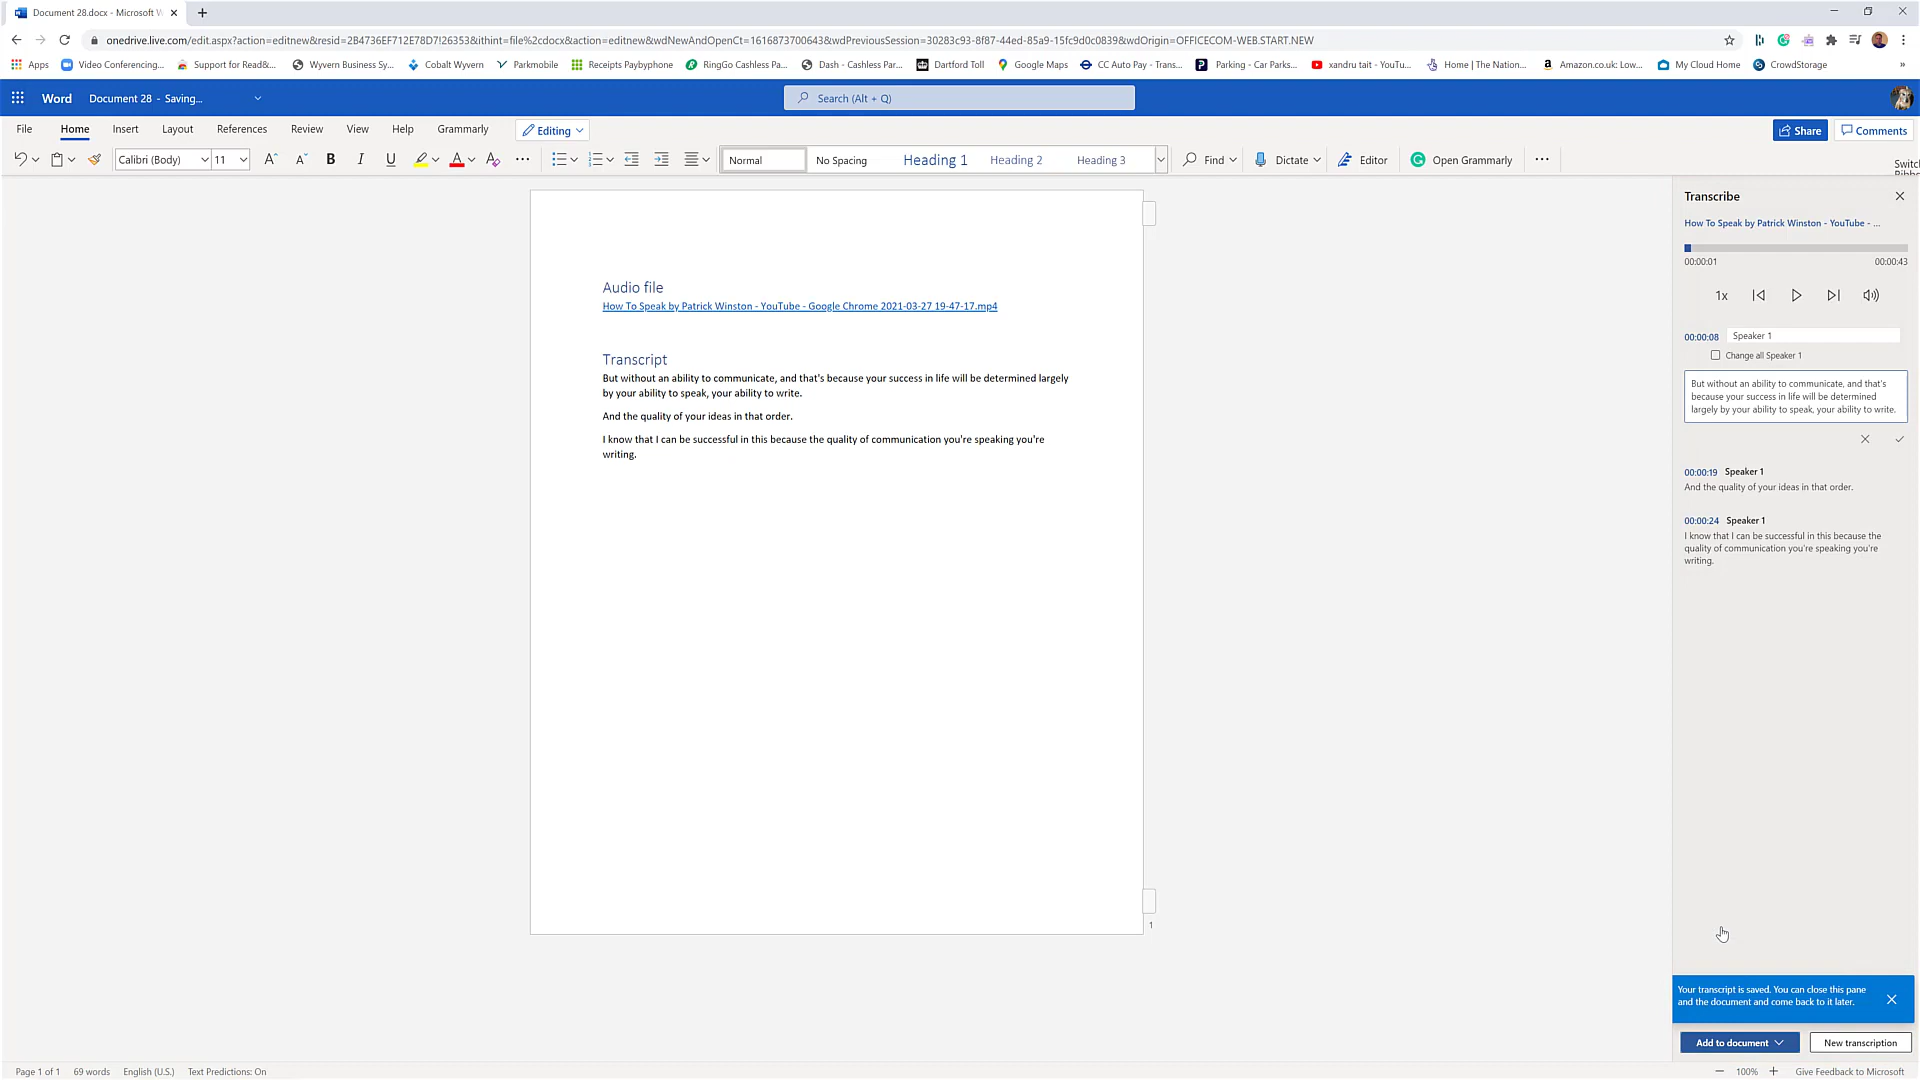 Document 28.docx - Microsoft W
onedrive.live.com/edit.aspx?action=editnew&resid=2B4736EF712E78D7!26353&ithint=file%2cdocx&action=editnew&wdNewAndOpenCt=1616873700643&wdPreviousSession=30283c93-8f87-44ed-85a9-15fc9d0c0839&wdOrigin=OFFICECOM-WEB.START.NEW
Apps Video Conferencing... Support for Read&... Wyvern Business Sy... Cobalt Wyvern Parkmobile Receipts Paybyphone RingGo Cashless Pa... Dash - Cashless Par... Dartford Toll Google Maps CC Auto Pay - Trans... Parking - Car Parks... xandru tait - YouTu... Home | The Nation... Amazon.co.uk: Low... My Cloud Home CrowdStorage »
Word Document 28 - Saving... Search (Alt + Q)
File Home Insert Layout References Review View Help Grammarly Editing Share Comments
Calibri (Body) 11 A A B I U A A ... Normal No Spacing Heading 1 Heading 2 Heading 3 Find Dictate Editor Open Grammarly ... Switc
Transcribe
How To Speak by Patrick Winston - YouTube - ...
00:00:01 00:00:43
1x
00:00:08 Speaker 1
Change all Speaker 1
But without an ability to communicate, and that's
because your success in life will be determined
largely by your ability to speak, your ability to write.
00:00:19 Speaker 1
And the quality of your ideas in that order.
00:00:24 Speaker 1
I know that I can be successful in this because the
quality of communication you're speaking you're
writing.
Audio file
How To Speak by Patrick Winston - YouTube - Google Chrome 2021-03-27 19-47-17.mp4
Transcript
But without an ability to communicate, and that's because your success in life will be determined largely
by your ability to speak, your ability to write.
And the quality of your ideas in that order.
I know that I can be successful in this because the quality of communication you're speaking you're
writing.
1
Your transcript is saved. You can close this pane
and the document and come back to it later.
Add to document New transcription
Page 1 of 1 69 words English (U.S.) Text Predictions: On 100% Give Feedback to Microsoft